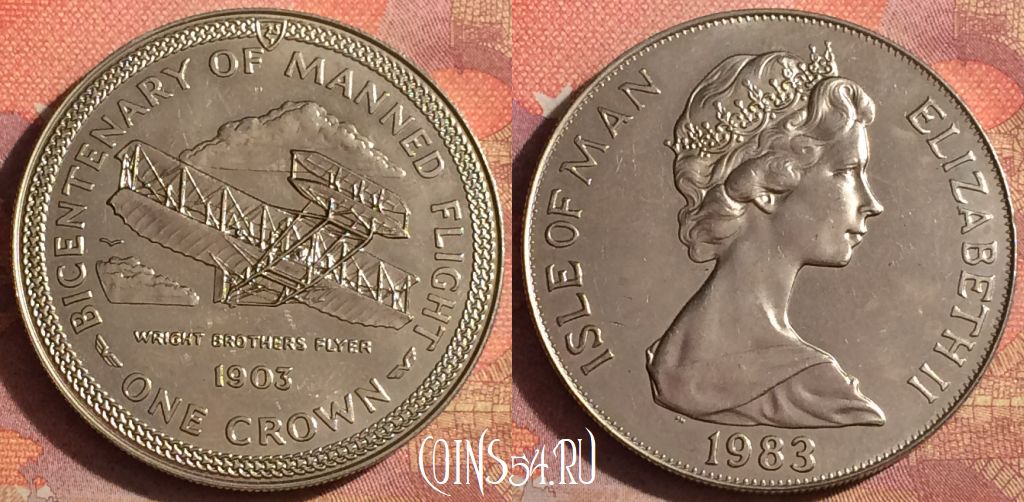 BICENTENARY OF MANNED FLIGHT
WRIGHT BROTHERS FLYER
1903
ONE CROWN
ISLE OF MAN
ELIZABETH II
1983
COINS54.RU